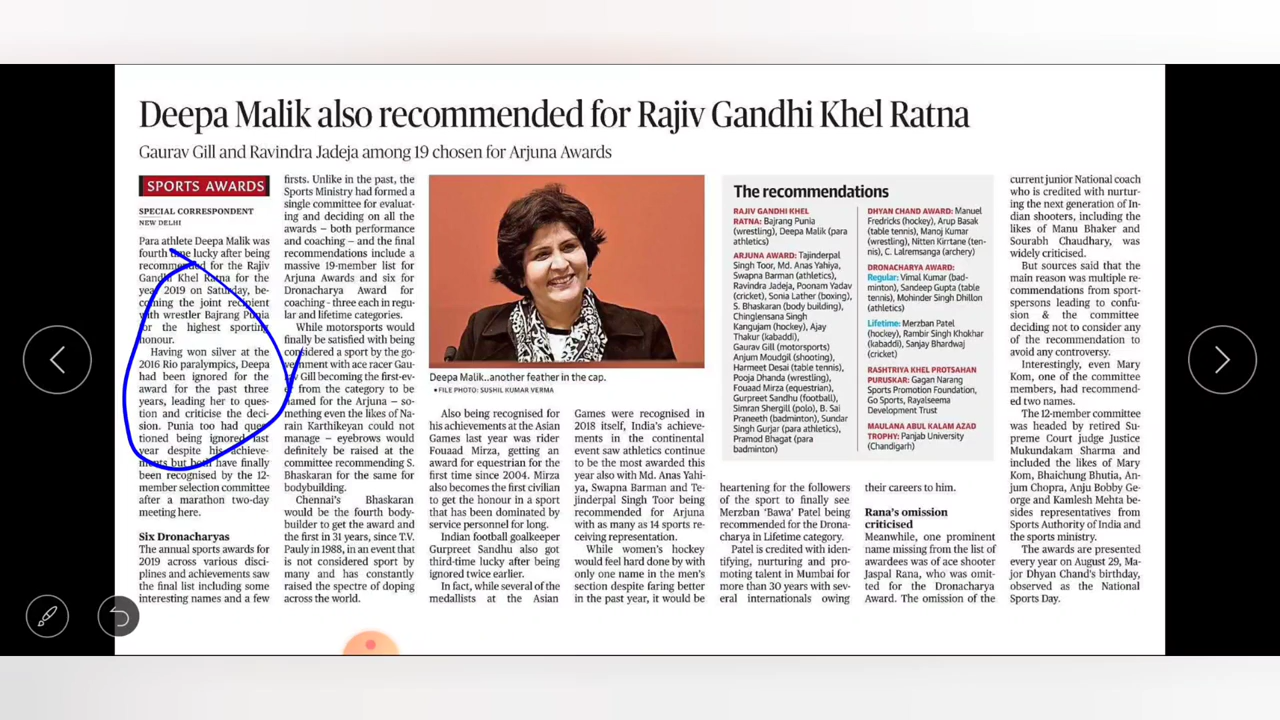 Deepa Malik also recommended for Rajiv Gandhi Khel Ratna
Gaurav Gill and Ravindra Jadeja among 19 chosen for Arjuna Awards
SPORTS AWARDS
SPECIAL CORRESPONDENT
NEW DELHI
Para athlete Deepa Malik was
fourth time lucky after being
recommended for the Rajiv
Gandhi Khel Ratna for the
year 2019 on Saturday, be-
coming the joint recipient
with wrestler Bajrang Punia
for the highest sporting
honour.
Having won silver at the
2016 Rio paralympics, Deepa
had been ignored for the
award for the past three
years, leading her to ques-
tion and criticise the deci-
sion. Punia too had ques-
tioned being ignored last
year despite his achieve-
ments but both have finally
been recognised by the 12-
member selection committee
after a marathon two-day
meeting here.
Six Dronacharyas
The annual sports awards for
2019 across various disci-
plines and achievements saw
the final list including some
interesting names and a few
firsts. Unlike in the past, the
Sports Ministry had formed a
single committee for evaluat-
ing and deciding on all the
awards – both performance
and coaching – and the final
recommendations include a
massive 19-member list for
Arjuna Awards and six for
Dronacharya Award for
coaching - three each in regu-
lar and lifetime categories.
While motorsports would
finally be satisfied with being
considered a sport by the go-
vernment with ace racer Gau-
rav Gill becoming the first-ev-
er from the category to be
named for the Arjuna – so-
mething even the likes of Na-
rain Karthikeyan could not
manage – eyebrows would
definitely be raised at the
committee recommending S.
Bhaskaran for the same for
bodybuilding.
Chennai's Bhaskaran
would be the fourth body-
builder to get the award and
the first in 31 years, since T.V.
Pauly in 1988, in an event that
is not considered sport by
many and has constantly
raised the spectre of doping
across the world.
Deepa Malik...another feather in the cap.
• FILE PHOTO: SUSHIL KUMAR VERMA
Also being recognised for
his achievements at the Asian
Games last year was rider
Fouaad Mirza, getting an
award for equestrian for the
first time since 2004. Mirza
also becomes the first civilian
to get the honour in a sport
that has been dominated by
service personnel for long.
Indian football goalkeeper
Gurpreet Sandhu also got
third-time lucky after being
ignored twice earlier.
In fact, while several of the
medallists at the Asian
Games were recognised in
2018 itself, India's achieve-
ments in the continental
event saw athletics continue
to be the most awarded this
year also with Md. Anas Yahi-
ya, Swapna Barman and Te-
jinderpal Singh Toor being
recommended for Arjuna
with as many as 14 sports re-
ceiving representation.
While women's hockey
would feel hard done by with
only one name in the men's
section despite faring better
in the past year, it would be
The recommendations
RAJIV GANDHI KHEL
RATNA: Bajrang Punia
(wrestling), Deepa Malik (para
athletics)
ARJUNA AWARD: Tajinderpal
Singh Toor, Md. Anas Yahiya,
Swapna Barman (athletics),
Ravindra Jadeja, Poonam Yadav
(cricket), Sonia Lather (boxing),
S. Bhaskaran (body building),
Chinglensana Singh
Kangujam (hockey), Ajay
Thakur (kabaddi),
Gaurav Gill (motorsports)
Anjum Moudgil (shooting),
Harmeet Desai (table tennis),
Pooja Dhanda (wrestling),
Fouaad Mirza (equestrian),
Gurpreet Sandhu (football),
Simran Shergill (polo), B. Sai
Praneeth (badminton), Sundar
Singh Gurjar (para athletics),
Pramod Bhagat (para
badminton)
DHYAN CHAND AWARD: Manuel
Fredricks (hockey), Arup Basak
(table tennis), Manoj Kumar
(wrestling), Nitten Kirrtane (ten-
nis), C. Lalremsanga (archery)
DRONACHARYA AWARD:
Regular: Vimal Kumar (bad-
minton), Sandeep Gupta (table
tennis), Mohinder Singh Dhillon
(athletics)
Lifetime: Merzban Patel
(hockey), Rambir Singh Khokhar
(kabaddi), Sanjay Bhardwaj
(cricket)
RASHTRIYA KHEL PROTSAHAN
PURUSKAR: Gagan Narang
Sports Promotion Foundation,
Go Sports, Rayalseema
Development Trust
MAULANA ABUL KALAM AZAD
TROPHY: Panjab University
(Chandigarh)
heartening for the followers
of the sport to finally see
Merzban 'Bawa' Patel being
recommended for the Drona-
charya in Lifetime category.
Patel is credited with iden-
tifying, nurturing and pro-
moting talent in Mumbai for
more than 30 years with sev-
eral internationals owing
their careers to him.
Rana's omission
criticised
Meanwhile, one prominent
name missing from the list of
awardees was of ace shooter
Jaspal Rana, who was omit-
ted for the Dronacharya
Award. The omission of the
current junior National coach
who is credited with nurtur-
ing the next generation of In-
dian shooters, including the
likes of Manu Bhaker and
Sourabh Chaudhary, was
widely criticised.
But sources said that the
main reason was multiple re-
commendations from sport-
spersons leading to confu-
sion & the committee
deciding not to consider any
of the recommendation to
avoid any controversy.
Interestingly, even Mary
Kom, one of the committee
members, had recommend-
ed two names.
The 12-member committee
was headed by retired Su-
preme Court judge Justice
Mukundakam Sharma and
included the likes of Mary
Kom, Bhaichung Bhutia, An-
jum Chopra, Anju Bobby Ge-
orge and Kamlesh Mehta be-
sides representatives from
Sports Authority of India and
the sports ministry.
The awards are presented
every year on August 29, Ma-
jor Dhyan Chand's birthday,
observed as the National
Sports Day.